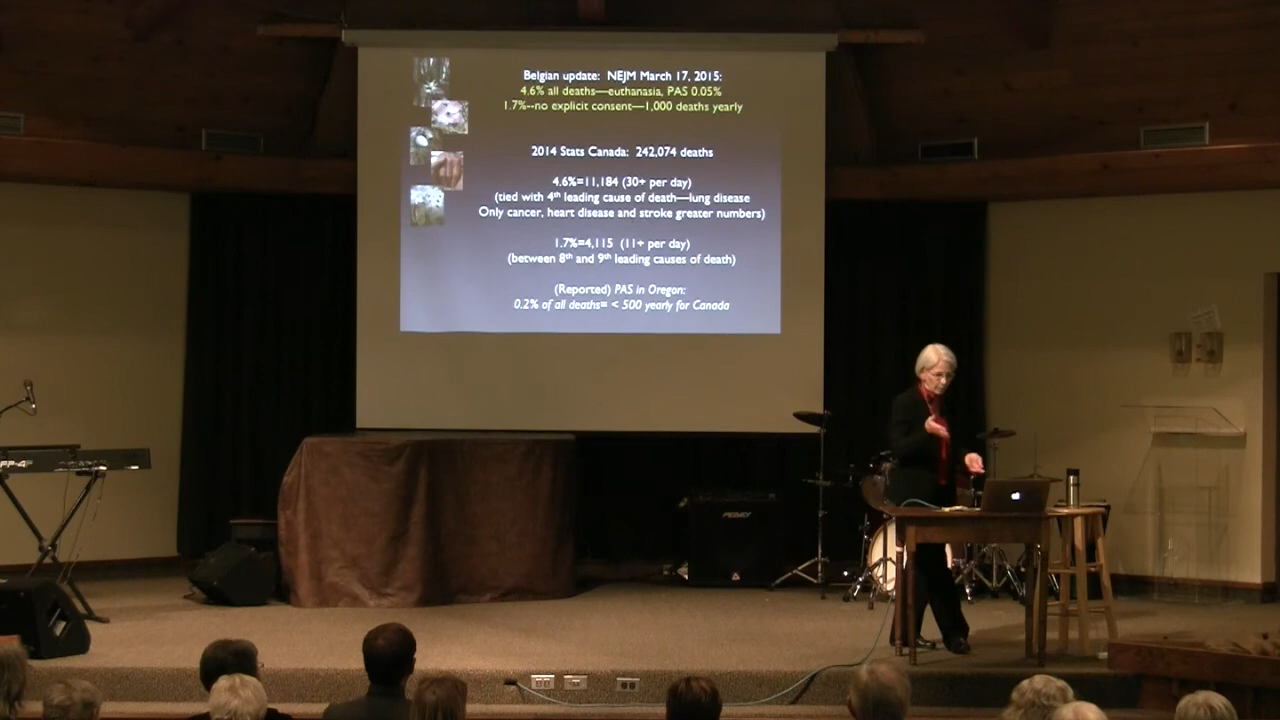 Belgian update: NEJM March 17, 2015:
4.6% all deaths—euthanasia, PAS 0.05%
1.7%--no explicit consent—1,000 deaths yearly
2014 Stats Canada: 242,074 deaths
4.6%=11,184 (30+ per day)
(tied with 4th leading cause of death—lung disease
Only cancer, heart disease and stroke greater numbers)
1.7%=4,115 (11+ per day)
(between 8th and 9th leading causes of death)
(Reported) PAS in Oregon:
0.2% of all deaths= < 500 yearly for Canada
PEAVEY